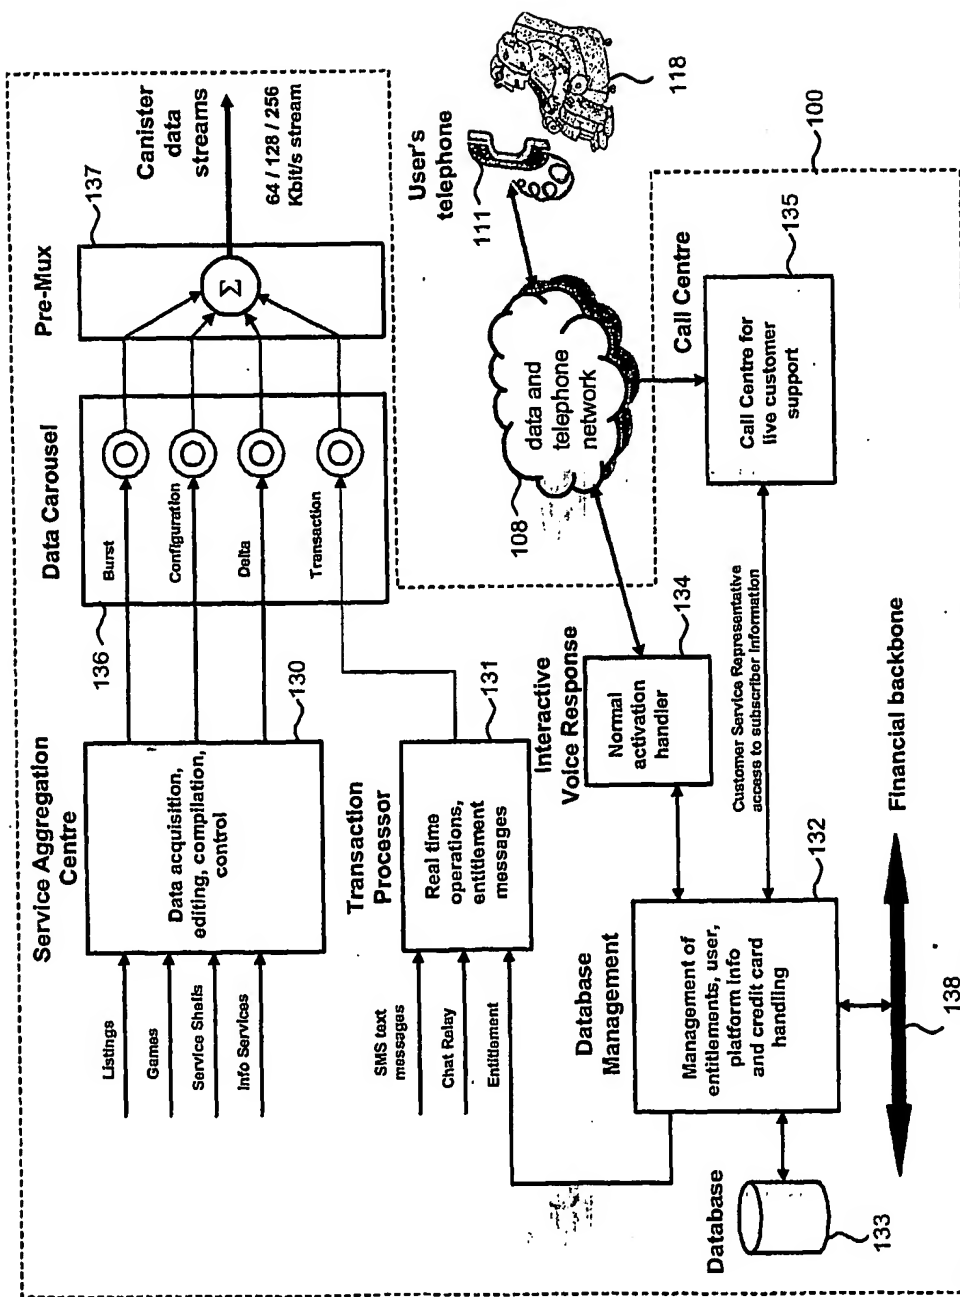 Service Aggregation
Centre
Data acquisition,
editing, compilation,
control
130
Listings
Games
Service Shells
Info Services
Data Carousel
136
Burst
Configuration
Delta
Transaction
Pre-Mux
137
Σ
Canister
data
streams
64 / 128 / 256
Kbit/s stream
Transaction
Processor
Real time
operations,
entitlement
messages
131
SMS text
messages
Chat Relay
Entitlement
User's
telephone
111
118
data and
telephone
network
108
Interactive
Voice Response
Normal
activation
handler
134
Call Centre
100
Call Centre for
live customer
support
135
Customer Service Representative
access to subscriber information
Database
Management
Management of
entitlements, user,
platform info
and credit card
handling
132
Database
133
Financial backbone
138